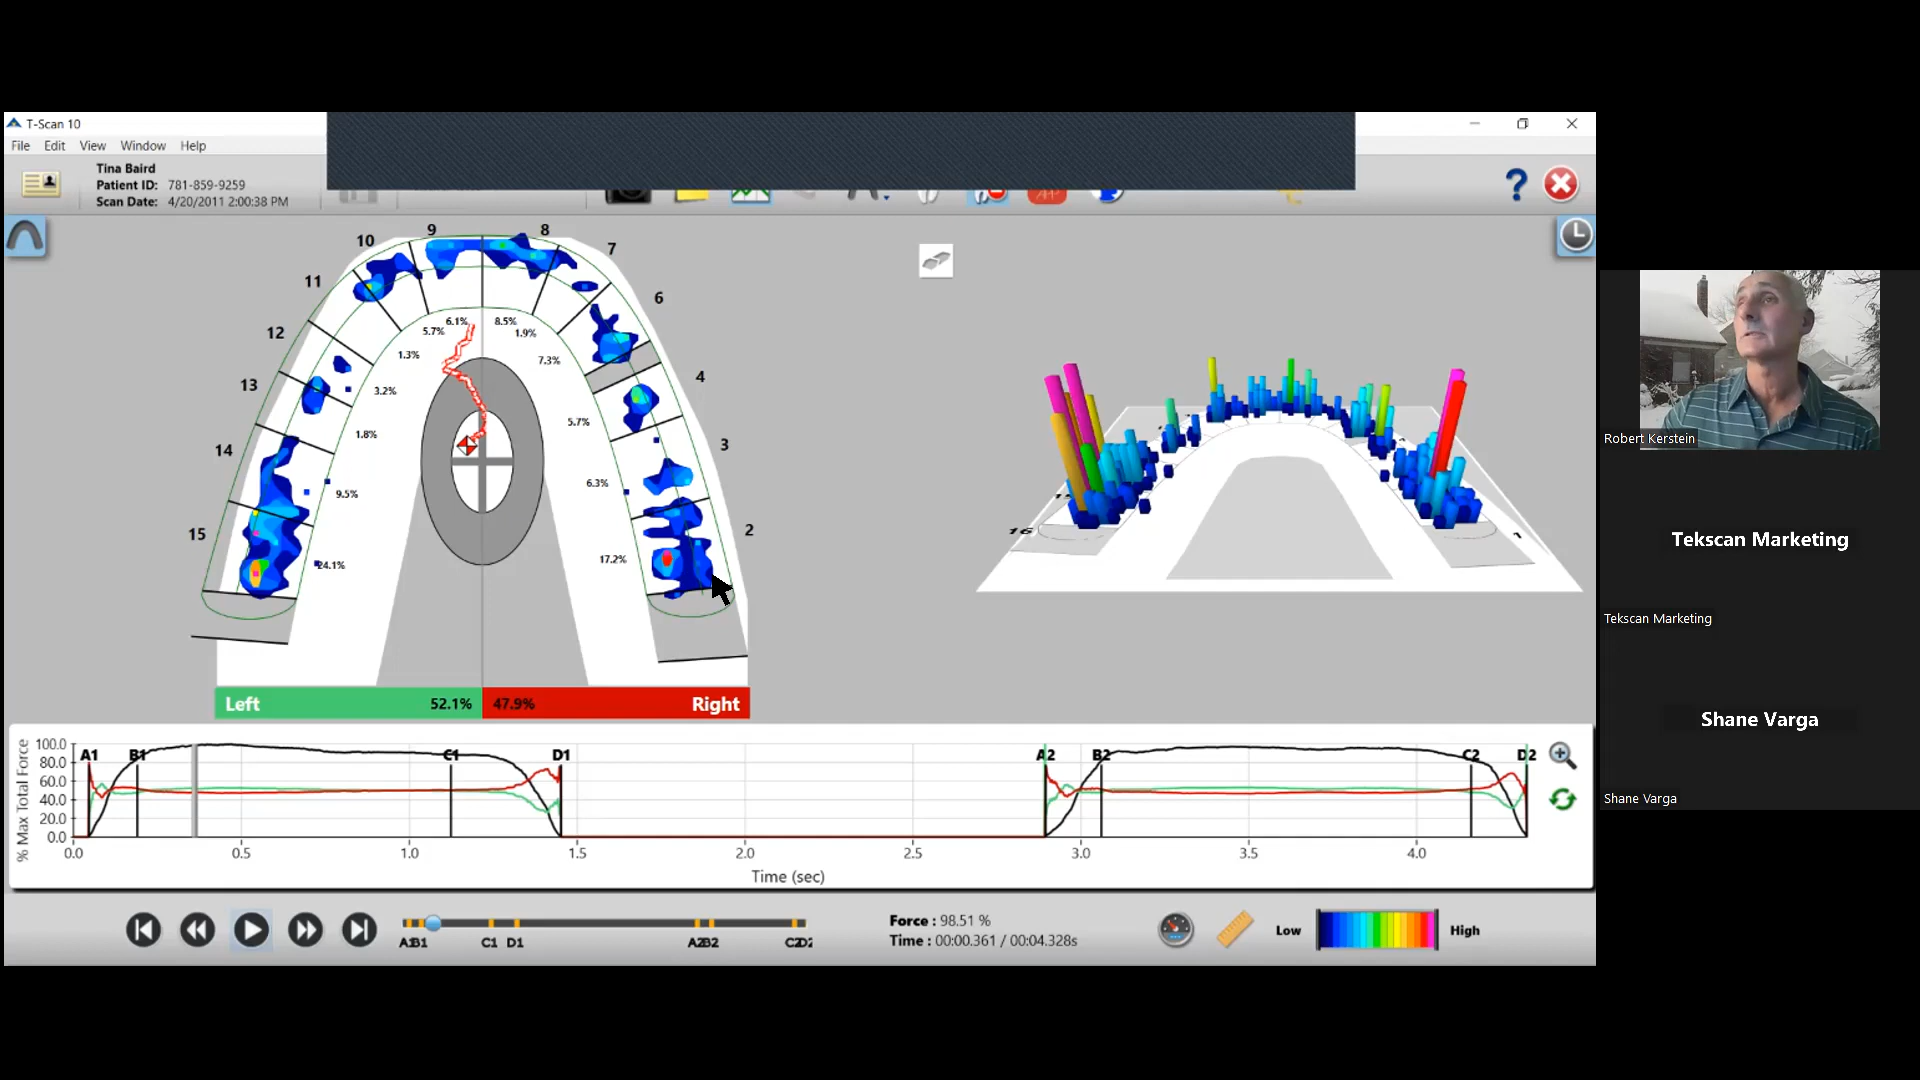 T-Scan 10
File Edit View Window Help
Tina Baird
Patient ID: 781-859-9259
Scan Date: 4/20/2011 2:00:38 PM
9 8
10 7
11 6
12
13 4
14 3
15 2
6.1% 8.5%
5.7% 1.9%
1.3% 7.3%
3.2%
5.7%
1.8%
6.3%
9.5%
17.2%
24.1%
16 1
Left 52.1% 47.9% Right
% Max Total Force
100.0
80.0
60.0
40.0
20.0
0.0
A1 B1 C1 D1 A2 B2 C2 D2
0.0 0.5 1.0 1.5 2.0 2.5 3.0 3.5 4.0
Time (sec)
A1B1 C1 D1 A2B2 C2D2
Force : 98.51 %
Time : 00:00.361 / 00:04.328s
Low High
Robert Kerstein
Tekscan Marketing
Tekscan Marketing
Shane Varga
Shane Varga